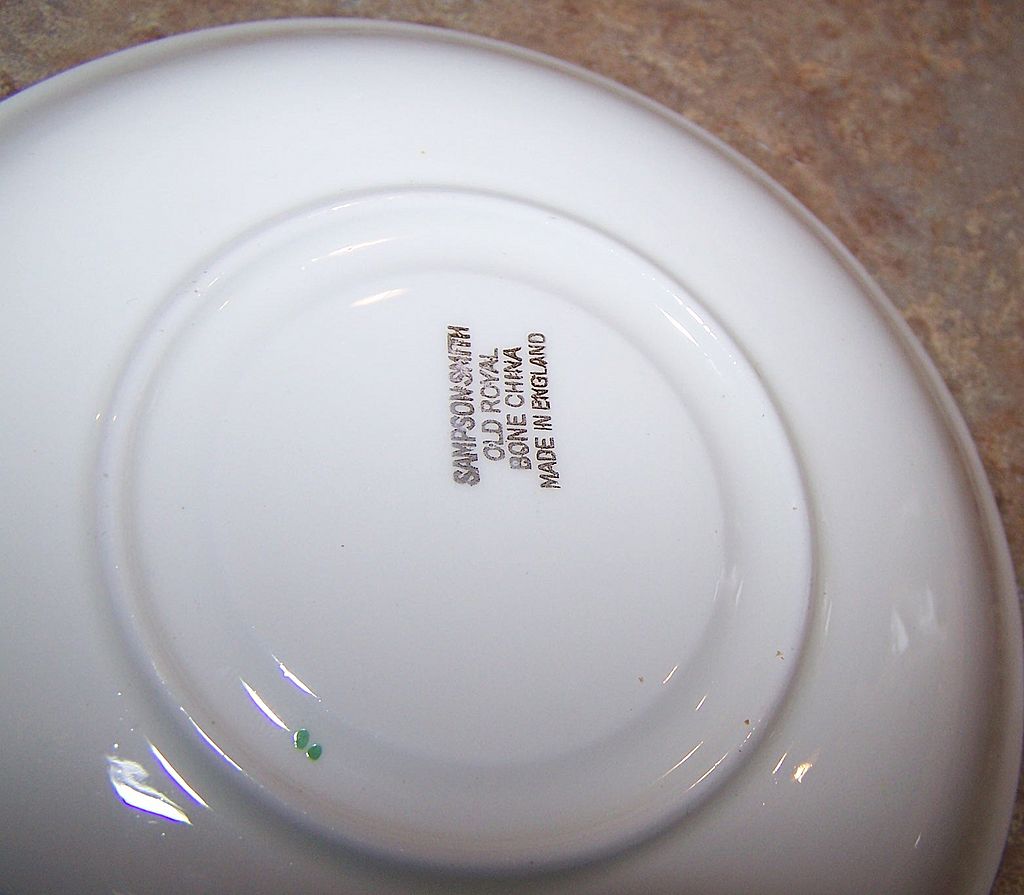 SAMPSON SMITH
OLD ROYAL
BONE CHINA
MADE IN ENGLAND